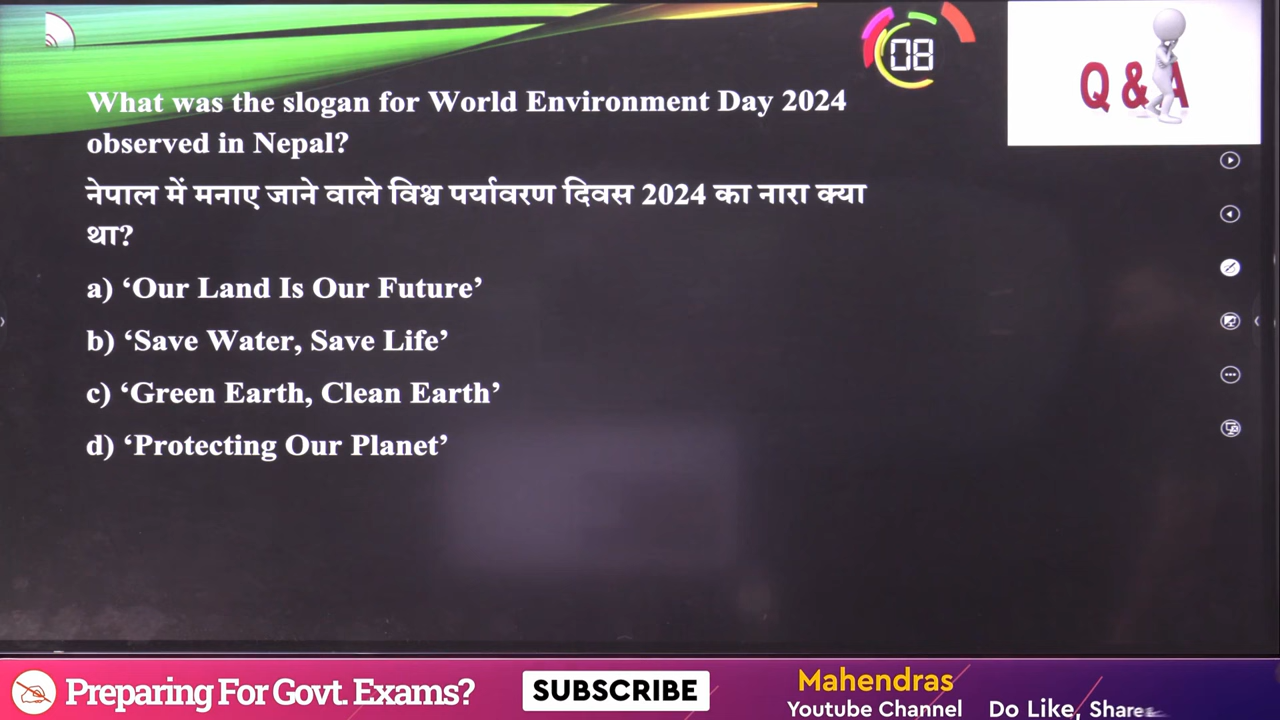 08
Q & A
What was the slogan for World Environment Day 2024
observed in Nepal?
नेपाल में मनाए जाने वाले विश्व पर्यावरण दिवस 2024 का नारा क्या
था?
a) ‘Our Land Is Our Future’
b) ‘Save Water, Save Life’
c) ‘Green Earth, Clean Earth’
d) ‘Protecting Our Planet’
Preparing For Govt. Exams?
SUBSCRIBE
Mahendras
Youtube Channel
Do Like, Share